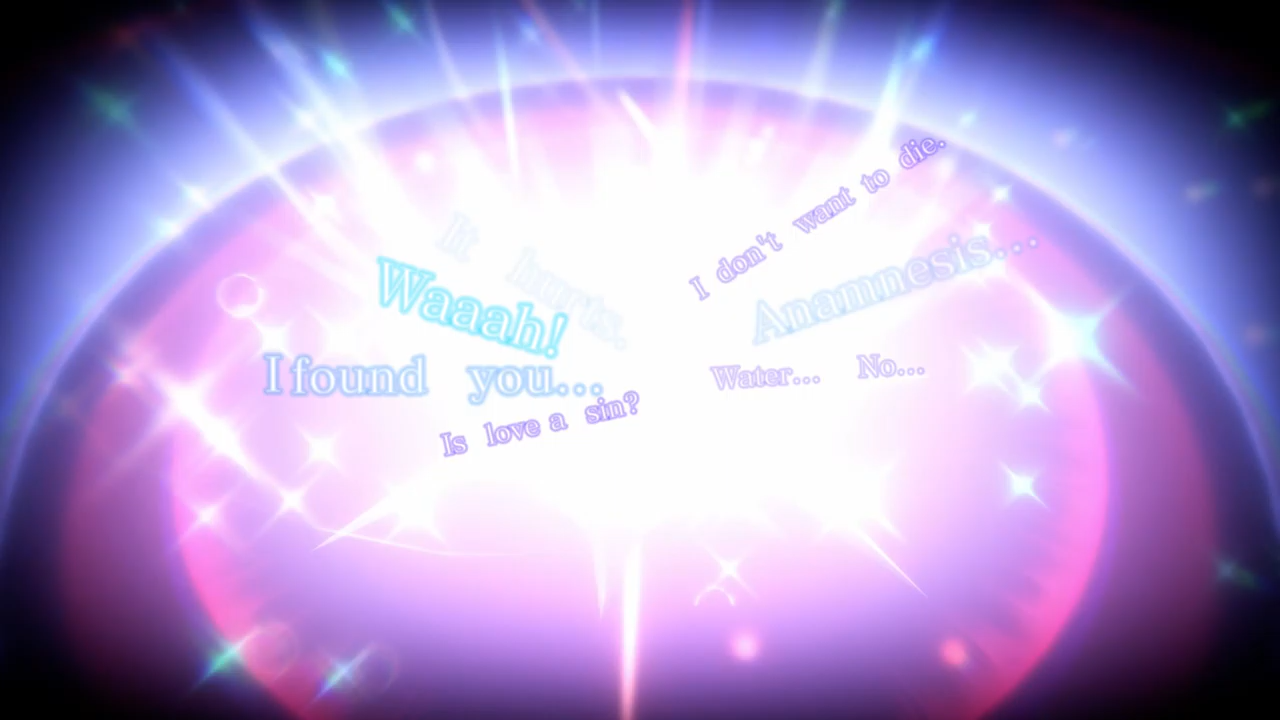 I don't want to die.
It hurts.
Anamnesis...
Waaah!
I found you...
Water... No...
Is love a sin?